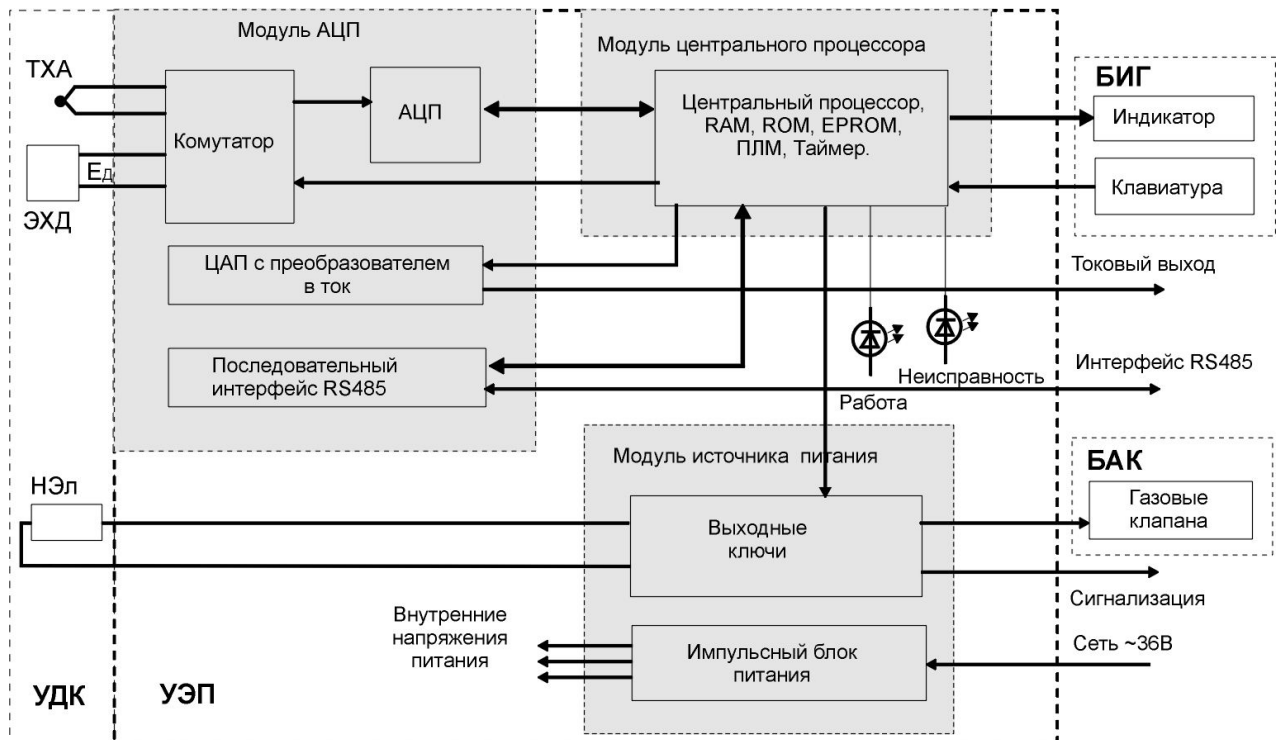 Модуль АЦП
Модуль центрального процессора
ТХА
Комутатор
АЦП
Центральный процессор,
RAM, ROM, EPROM,
ПЛМ, Таймер.
БИГ
Индикатор
Клавиатура
Eд
ЭХД
ЦАП с преобразователем
в ток
Токовый выход
Последовательный
интерфейс RS485
Неисправность
Работа
Интерфейс RS485
Модуль источника питания
БАК
Газовые
клапана
НЭл
Выходные
ключи
Сигнализация
Внутренние
напряжения
питания
Импульсный блок
питания
Сеть ~36В
УДК
УЭП